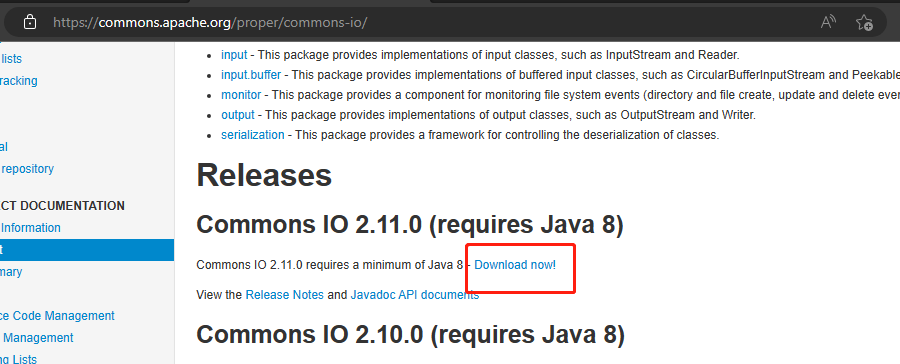 https://commons.apache.org/proper/commons-io/
lists
racking
al
repository
CT DOCUMENTATION
Information
t
mary
ce Code Management
Management
ng Lists
input - This package provides implementations of input classes, such as InputStream and Reader.
input.buffer - This package provides implementations of buffered input classes, such as CircularBufferInputStream and Peekable
monitor - This package provides a component for monitoring file system events (directory and file create, update and delete ever
output - This package provides implementations of output classes, such as OutputStream and Writer.
serialization - This package provides a framework for controlling the deserialization of classes.
Releases
Commons IO 2.11.0 (requires Java 8)
Commons IO 2.11.0 requires a minimum of Java 8 - Download now!
View the Release Notes and Javadoc API documents
Commons IO 2.10.0 (requires Java 8)